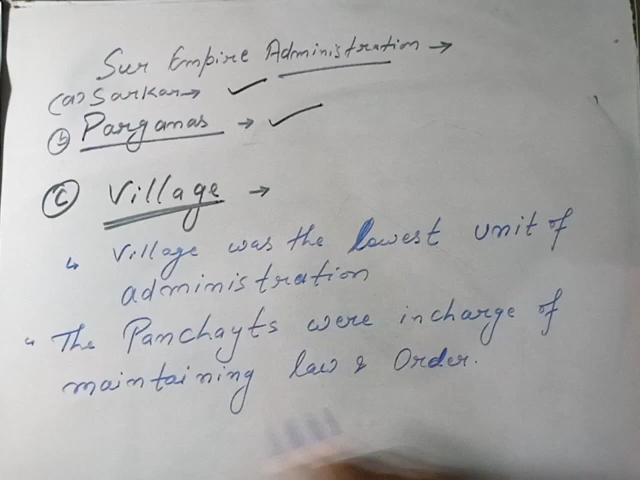 Sur Empire Administration →
(a) Sarkar → ✓
(b) Parganas → ✓
(c) Village →
↳ Village was the lowest unit of
administration
↳ The Panchayts were incharge of
maintaining law & Order.